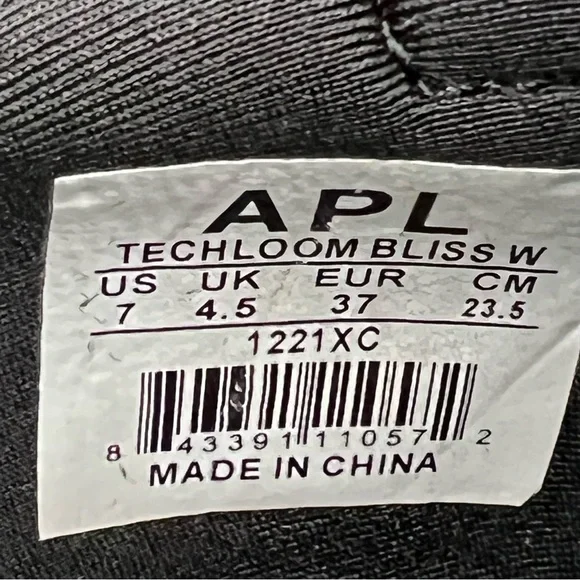 APL
TECHLOOM BLISS W
US UK EUR CM
7 4.5 37 23.5
1221XC
8 43391 11057 2
MADE IN CHINA